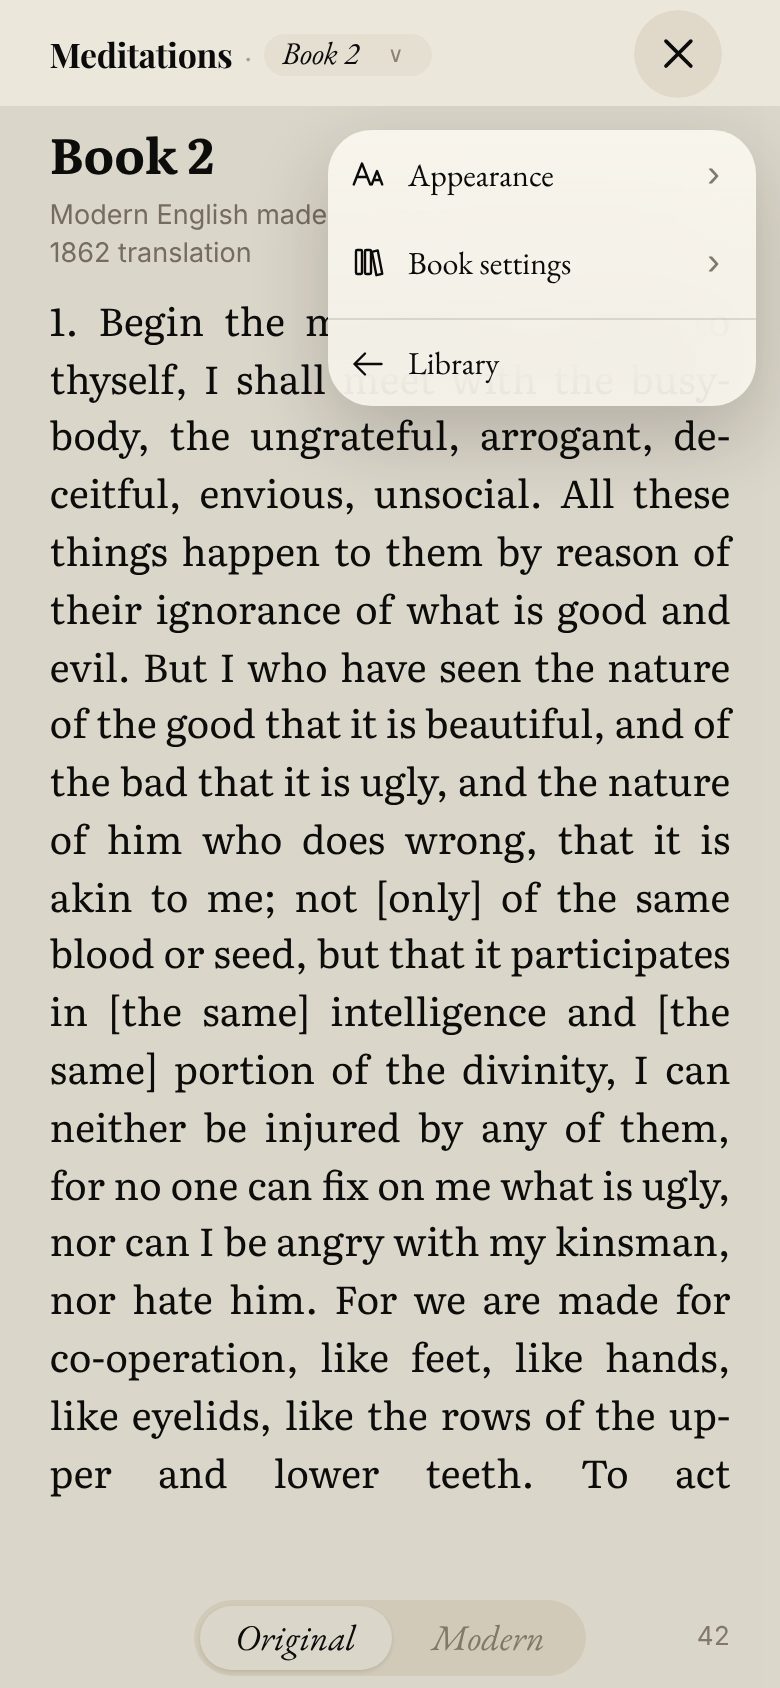 Meditations · Book 2
Book 2
Modern English made
1862 translation
Appearance
Book settings
Library
1. Begin the
thyself, I shall meet with the busy-
body, the ungrateful, arrogant, de-
ceitful, envious, unsocial. All these
things happen to them by reason of
their ignorance of what is good and
evil. But I who have seen the nature
of the good that it is beautiful, and of
the bad that it is ugly, and the nature
of him who does wrong, that it is
akin to me; not [only] of the same
blood or seed, but that it participates
in [the same] intelligence and [the
same] portion of the divinity, I can
neither be injured by any of them,
for no one can fix on me what is ugly,
nor can I be angry with my kinsman,
nor hate him. For we are made for
co-operation, like feet, like hands,
like eyelids, like the rows of the up-
per and lower teeth. To act
Original Modern 42